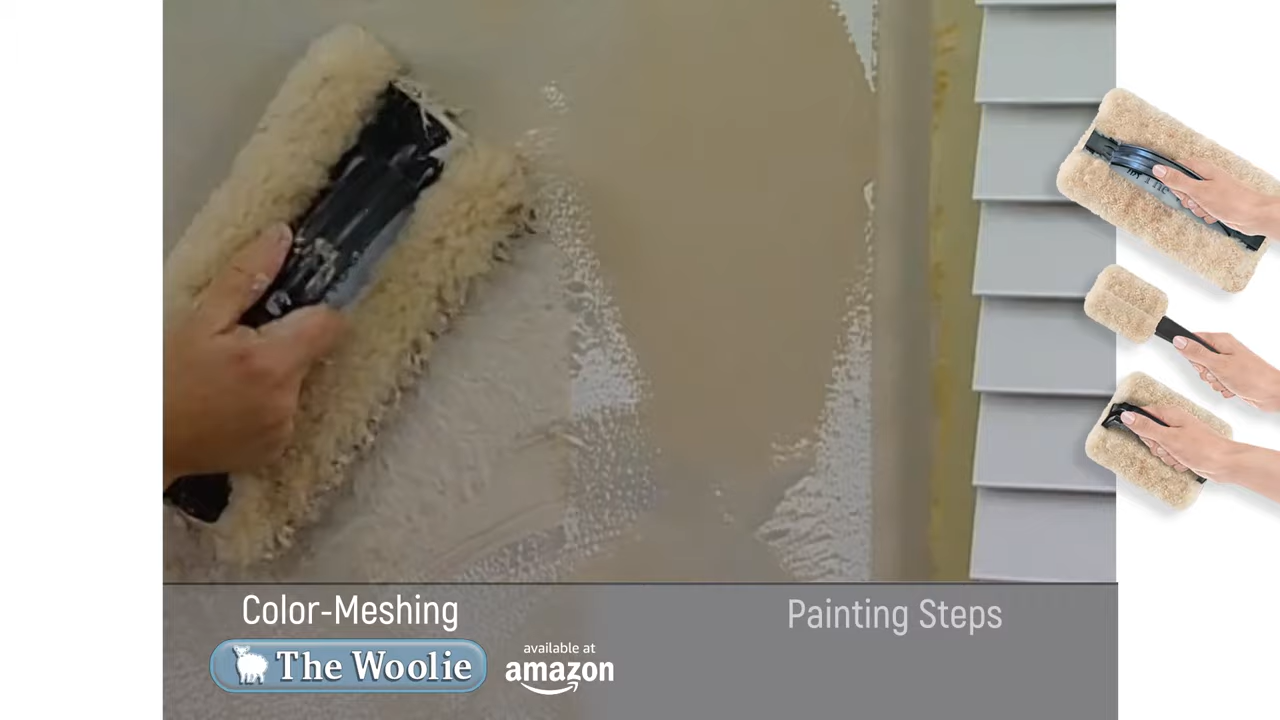 Color-Meshing
Painting Steps
The Woolie
available at
amazon